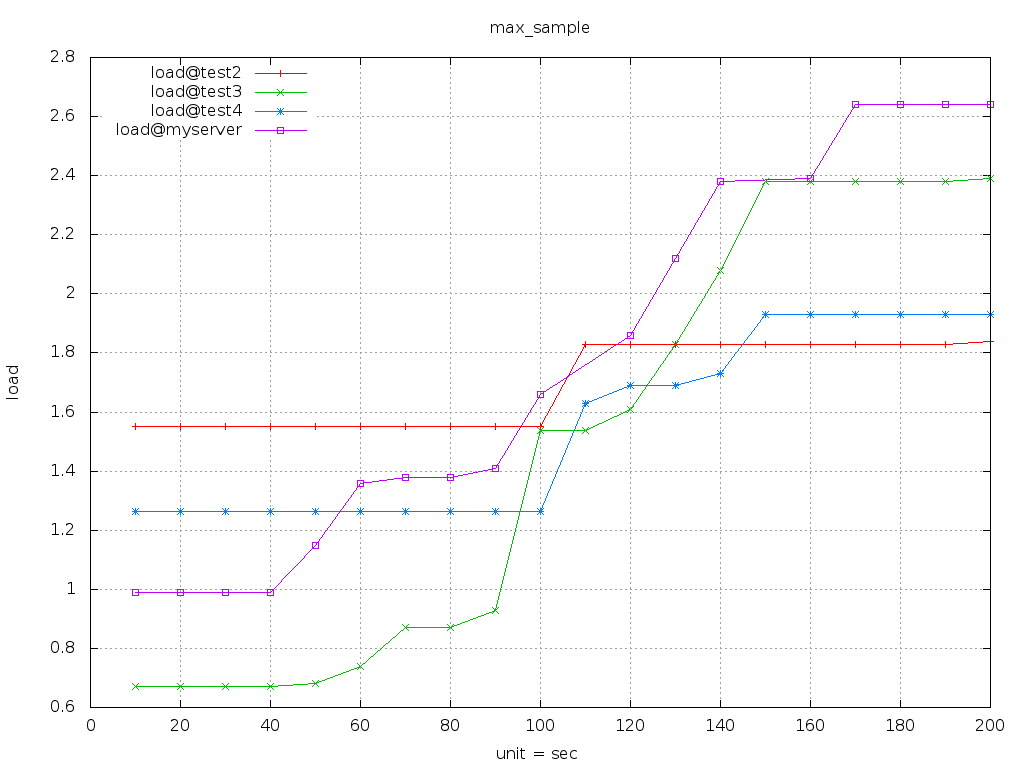 max_sample
2.8
2.6
2.4
2.2
2
1.8
1.6
1.4
1.2
1
0.8
0.6
load
load@test2
load@test3
load@test4
load@myserver
0 20 40 60 80 100 120 140 160 180 200
unit = sec